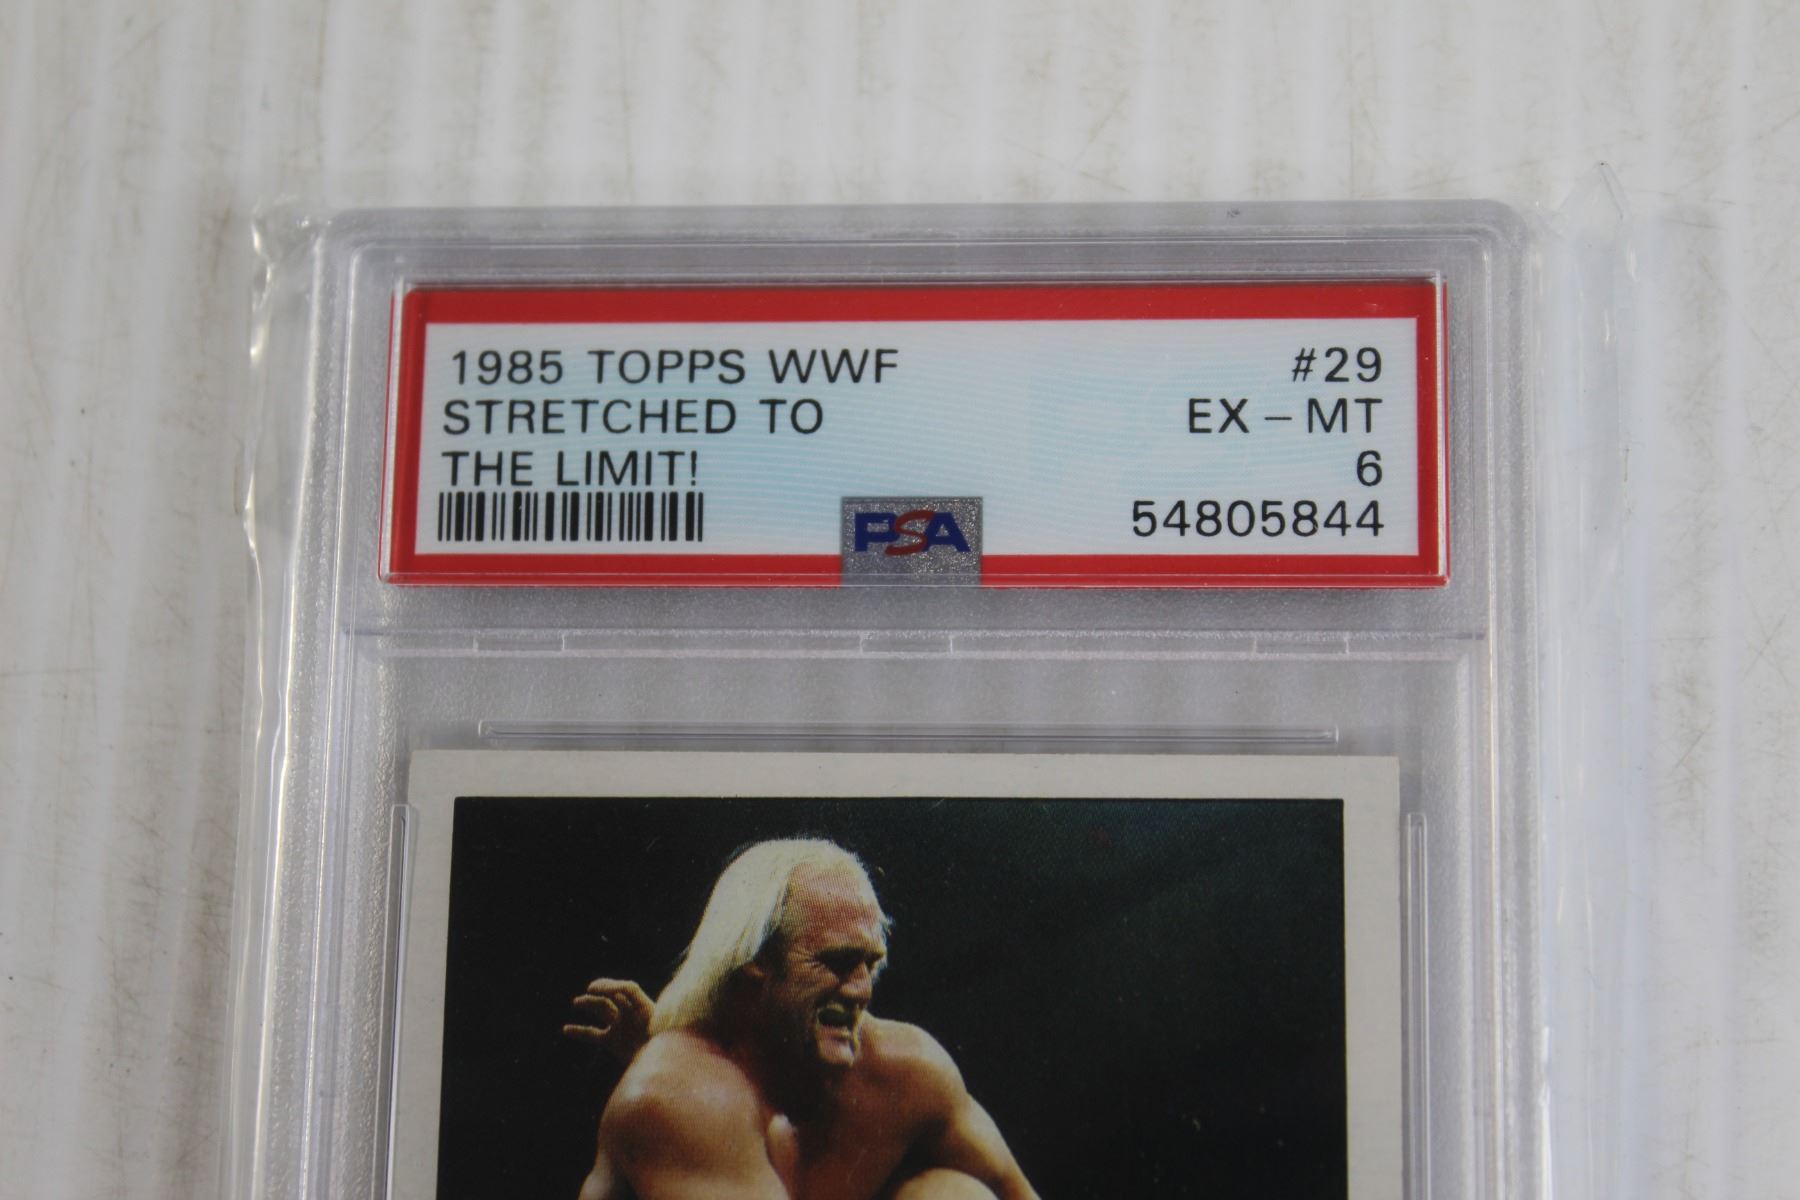 1985 TOPPS WWF #29
STRETCHED TO EX - MT
THE LIMIT! 6
PSA 54805844